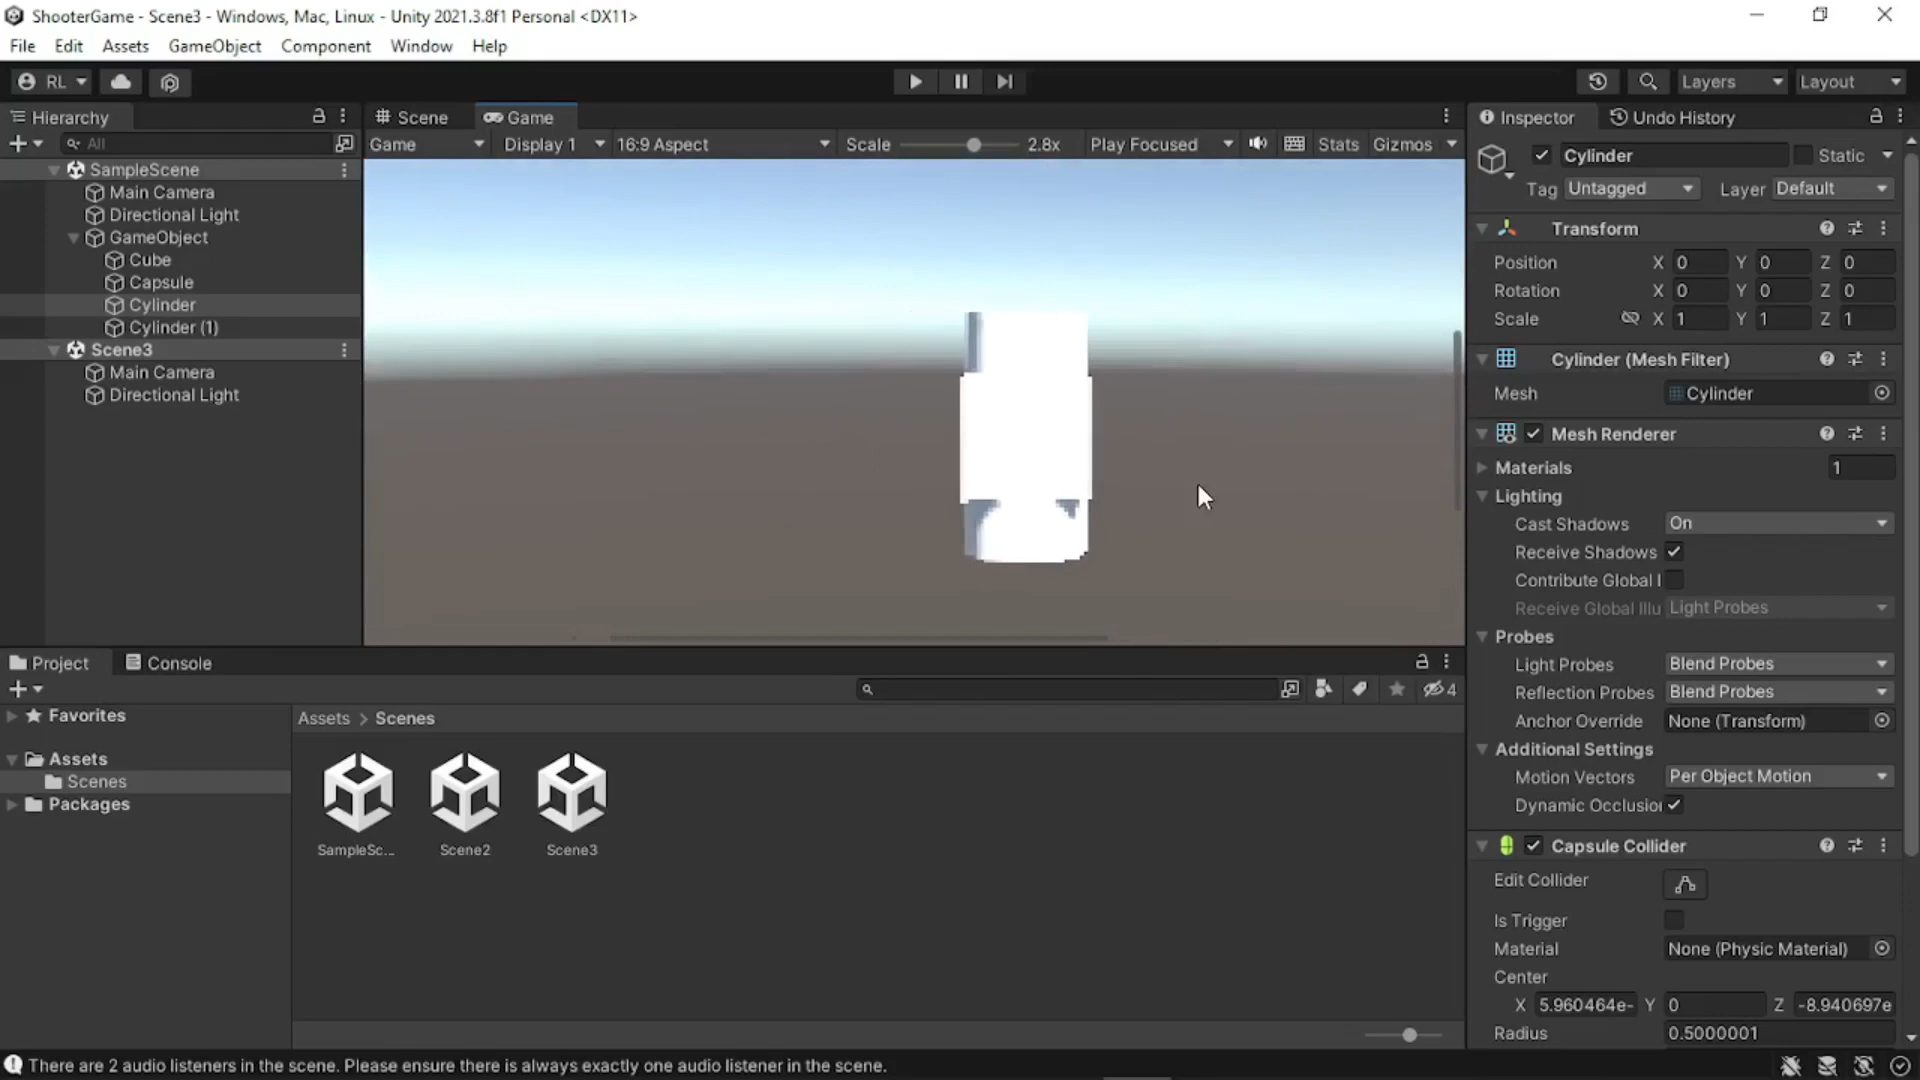 ShooterGame - Scene3 - Windows, Mac, Linux - Unity 2021.3.8f1 Personal <DX11>
File Edit Assets GameObject Component Window Help
RL Layers Layout
Hierarchy
All
SampleScene
Main Camera
Directional Light
GameObject
Cube
Capsule
Cylinder
Cylinder (1)
Scene3
Main Camera
Directional Light
Scene Game
Game Display 1 16:9 Aspect Scale 2.8x Play Focused Stats Gizmos
Inspector Undo History
Cylinder Static
Tag Untagged Layer Default
Transform
Position X 0 Y 0 Z 0
Rotation X 0 Y 0 Z 0
Scale X 1 Y 1 Z 1
Cylinder (Mesh Filter)
Mesh Cylinder
Mesh Renderer
Materials 1
Lighting
Cast Shadows On
Receive Shadows
Contribute Global I
Receive Global Illu Light Probes
Probes
Light Probes Blend Probes
Reflection Probes Blend Probes
Anchor Override None (Transform)
Additional Settings
Motion Vectors Per Object Motion
Dynamic Occlusion
Capsule Collider
Edit Collider
Is Trigger
Material None (Physic Material)
Center
X 5.960464e- Y 0 Z -8.940697e
Radius 0.5000001
Project Console
4
Favorites
Assets
Scenes
Packages
Assets > Scenes
SampleSc...
Scene2
Scene3
There are 2 audio listeners in the scene. Please ensure there is always exactly one audio listener in the scene.